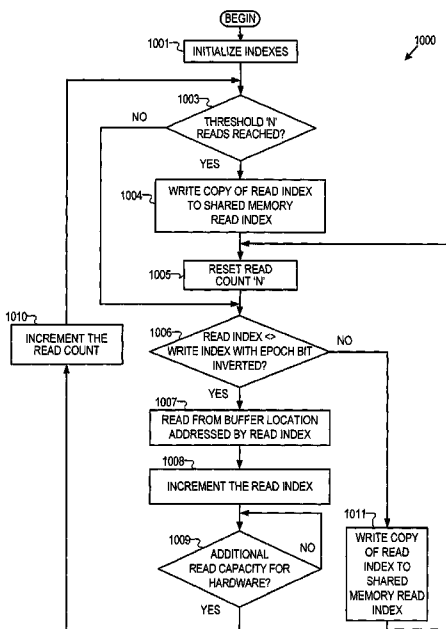 BEGIN
1001
INITIALIZE INDEXES
1000
1003
THRESHOLD 'N'
READS REACHED?
NO
YES
1004
WRITE COPY OF READ INDEX
TO SHARED MEMORY
READ INDEX
1005
RESET READ
COUNT 'N'
1010
INCREMENT THE
READ COUNT
1006
READ INDEX <>
WRITE INDEX WITH EPOCH BIT
INVERTED?
NO
YES
1007
READ FROM BUFFER LOCATION
ADDRESSED BY READ INDEX
1008
INCREMENT THE READ INDEX
1009
ADDITIONAL
READ CAPACITY FOR
HARDWARE?
NO
YES
1011
WRITE COPY
OF READ
INDEX TO
SHARED
MEMORY READ
INDEX